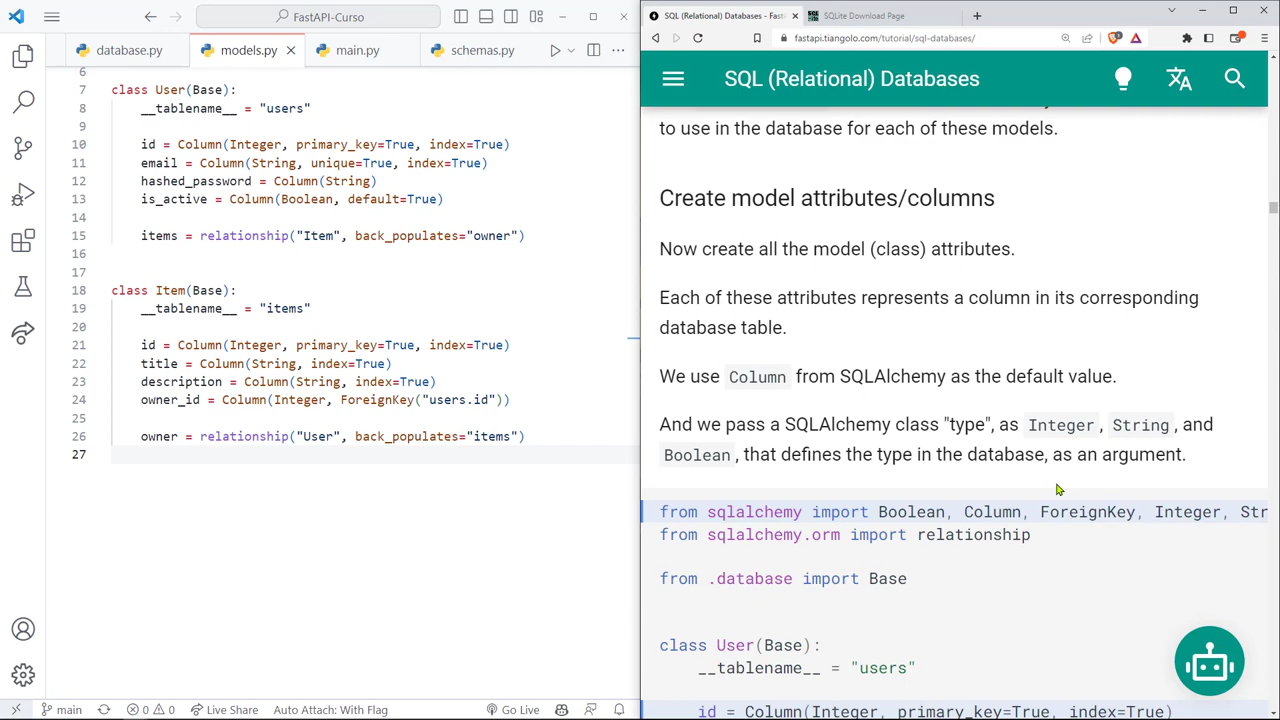 FastAPI-Curso
database.py
models.py
main.py
schemas.py
6
7 class User(Base):
8 __tablename__ = "users"
9
10 id = Column(Integer, primary_key=True, index=True)
11 email = Column(String, unique=True, index=True)
12 hashed_password = Column(String)
13 is_active = Column(Boolean, default=True)
14
15 items = relationship("Item", back_populates="owner")
16
17
18 class Item(Base):
19 __tablename__ = "items"
20
21 id = Column(Integer, primary_key=True, index=True)
22 title = Column(String, index=True)
23 description = Column(String, index=True)
24 owner_id = Column(Integer, ForeignKey("users.id"))
25
26 owner = relationship("User", back_populates="items")
27
main
0
0
Live Share
Auto Attach: With Flag
Go Live
SQL (Relational) Databases - Fast
SQLite Download Page
fastapi.tiangolo.com/tutorial/sql-databases/
SQL (Relational) Databases
to use in the database for each of these models.
Create model attributes/columns
Now create all the model (class) attributes.
Each of these attributes represents a column in its corresponding
database table.
We use Column from SQLAlchemy as the default value.
And we pass a SQLAlchemy class "type", as Integer, String, and
Boolean, that defines the type in the database, as an argument.
from sqlalchemy import Boolean, Column, ForeignKey, Integer, Str
from sqlalchemy.orm import relationship
from .database import Base
class User(Base):
__tablename__ = "users"
id = Column(Integer, primary_key=True, index=True)